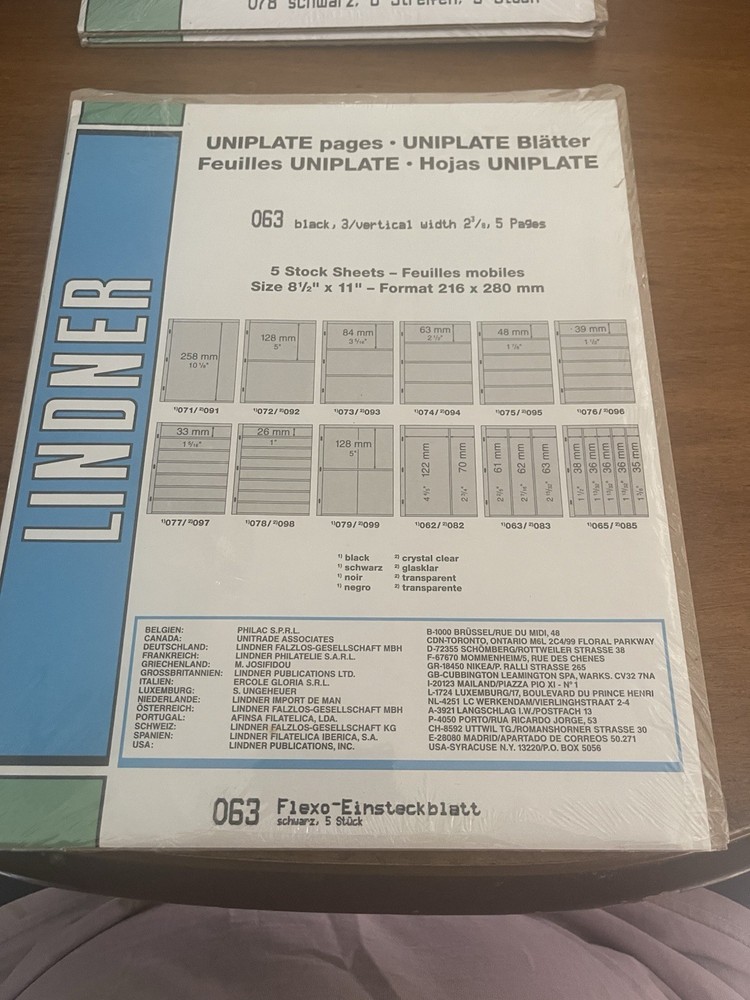 078 schwarz, 8 Streifen, 5 Stück
LINDNER
UNIPLATE pages • UNIPLATE Blätter
Feuilles UNIPLATE • Hojas UNIPLATE
063 black, 3/vertical width 2³/₈, 5 Pages
5 Stock Sheets – Feuilles mobiles
Size 8½" x 11" – Format 216 x 280 mm
258 mm
128 mm
5"
84 mm
63 mm
2 ½"
48 mm
1 ⅞"
39 mm
¹⁾071/²⁾091
¹⁾072/²⁾092
¹⁾073/²⁾093
¹⁾074/²⁾094
¹⁾075/²⁾095
¹⁾076/²⁾096
33 mm
26 mm
1"
128 mm
5"
122 mm
70 mm
61 mm
62 mm
63 mm
38 mm
36 mm
36 mm
36 mm
35 mm
¹⁾077/²⁾097
¹⁾078/²⁾098
¹⁾079/²⁾099
¹⁾062/²⁾082
¹⁾063/²⁾083
¹⁾065/²⁾085
¹⁾ black ²⁾ crystal clear
¹⁾ schwarz ²⁾ glasklar
¹⁾ noir ²⁾ transparent
¹⁾ negro ²⁾ transparente
BELGIEN: PHILAC S.P.R.L. B-1000 BRÜSSEL/RUE DU MIDI, 48
CANADA: UNITRADE ASSOCIATES CDN-TORONTO, ONTARIO M6L 2C4/99 FLORAL PARKWAY
DEUTSCHLAND: LINDNER FALZLOS-GESELLSCHAFT MBH D-72355 SCHÖMBERG/ROTTWEILER STRASSE 38
FRANKREICH: LINDNER PHILATELIE S.A.R.L. F-67670 MOMMENHEIM/5, RUE DES CHENES
GRIECHENLAND: M. JOSIFIDOU GR-18450 NIKEA/P. RALLI STRASSE 265
GROSSBRITANNIEN: LINDNER PUBLICATIONS LTD. GB-CUBBINGTON LEAMINGTON SPA, WARKS. CV32 7NA
ITALIEN: ERCOLE GLORIA S.R.L. I-20123 MAILAND/PIAZZA PIO XI - N° 1
LUXEMBURG: S. UNGEHEUER L-1724 LUXEMBURG/17, BOULEVARD DU PRINCE HENRI
NIEDERLANDE: LINDNER IMPORT DE MAN NL-4251 LC WERKENDAM/VIERLINGHSTRAAT 2-4
ÖSTERREICH: LINDNER FALZLOS-GESELLSCHAFT MBH A-3921 LANGSCHLAG I.W./POSTFACH 13
PORTUGAL: AFINSA FILATELICA, LDA. P-4050 PORTO/RUA RICARDO JORGE, 53
SCHWEIZ: LINDNER FALZLOS-GESELLSCHAFT KG CH-8592 UTTWIL TG./ROMANSHORNER STRASSE 30
SPANIEN: LINDNER FILATELICA IBERICA, S.A. E-28080 MADRID/APARTADO DE CORREOS 50.271
USA: LINDNER PUBLICATIONS, INC. USA-SYRACUSE N.Y. 13220/P.O. BOX 5056
063 Flexo-Einsteckblatt
schwarz, 5 Stück